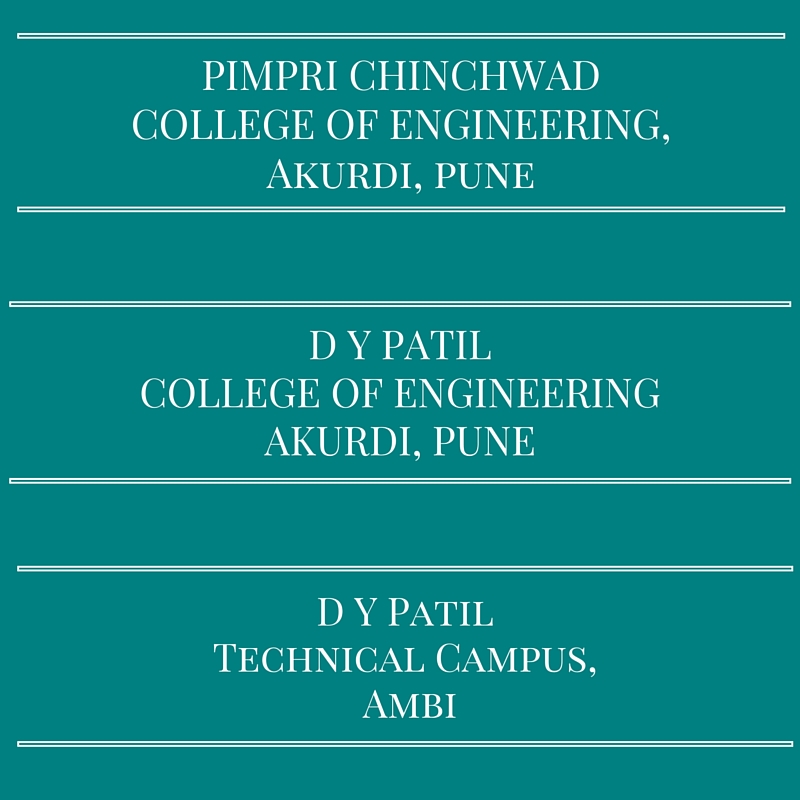 PIMPRI CHINCHWAD
COLLEGE OF ENGINEERING,
AKURDI, PUNE
D Y PATIL
COLLEGE OF ENGINEERING
AKURDI, PUNE
D Y PATIL
TECHNICAL CAMPUS,
AMBI